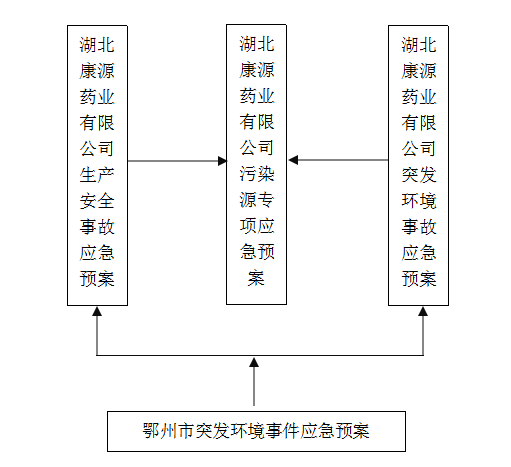 湖北
康源
药业
有限
公司
生产
安全
事故
应急
预案
湖北
康源
药业
有限
公司
污染
源专
项应
急预
案
湖北
康源
药业
有限
公司
突发
环境
事故
应急
预案
鄂州市突发环境事件应急预案